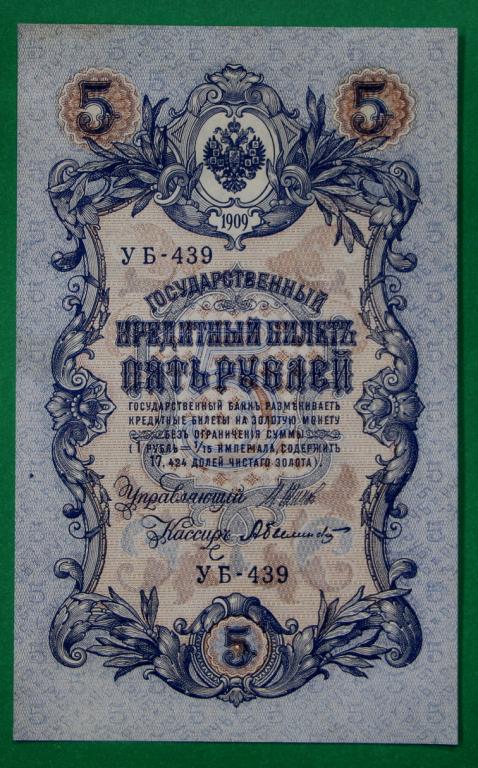 5 5
1909
УБ-439
ГОСУДАРСТВЕННЫЙ
КРЕДИТНЫЙ БИЛЕТЪ
ПЯТЬ РУБЛЕЙ
ГОСУДАРСТВЕННЫЙ БАНКЪ РАЗМѢНИВАЕТЪ
КРЕДИТНЫЕ БИЛЕТЫ НА ЗОЛОТУЮ МОНЕТУ
БЕЗЪ ОГРАНИЧЕНІЯ СУММЫ
(1 РУБЛЬ = 1/15 ИМПЕРІАЛА, СОДЕРЖИТЪ
17,424 ДОЛЕЙ ЧИСТАГО ЗОЛОТА).
Управляющій
Кассиръ
УБ-439
5